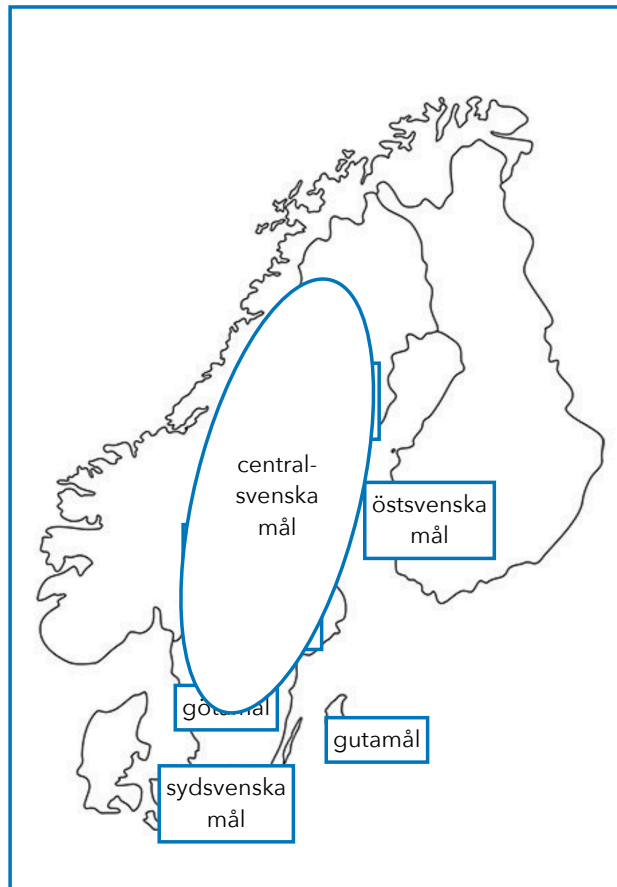 central-
svenska
mål
östsvenska
mål
götamål
gutamål
sydsvenska
mål